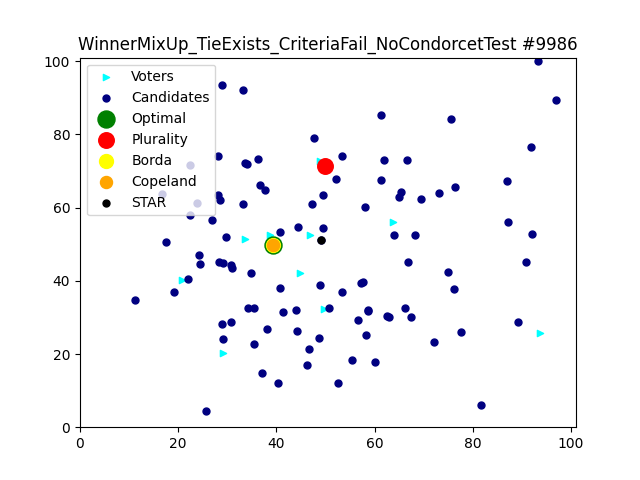 WinnerMixUp_TieExists_CriteriaFail_NoCondorcetTest #9986
100
80
60
40
20
0
Voters
Candidates
Optimal
Plurality
Borda
Copeland
STAR
0 20 40 60 80 100